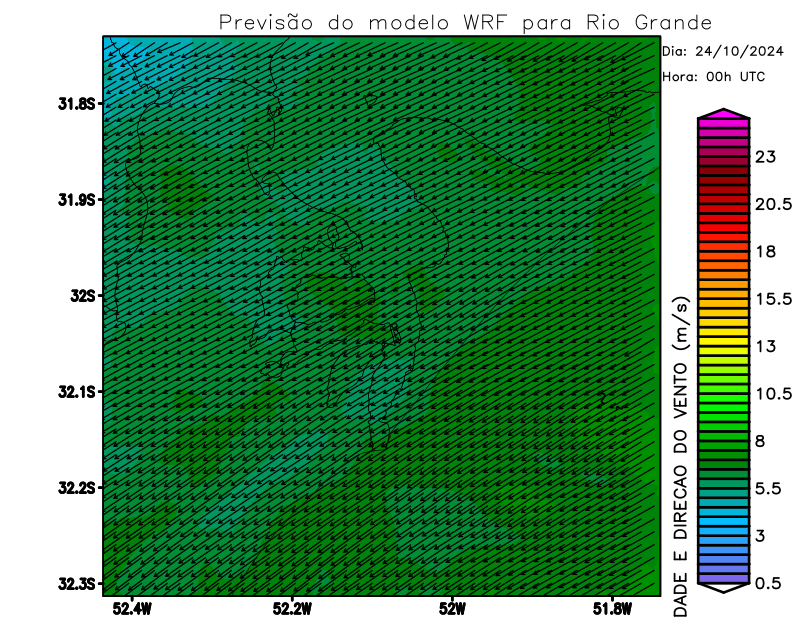 Previsão do modelo WRF para Rio Grande
Dia: 24/10/2024
Hora: 00h UTC
31.8S
31.9S
32S
32.1S
32.2S
32.3S
52.4W
52.2W
52W
51.8W
23
20.5
18
15.5
13
10.5
8
5.5
3
0.5
DADE E DIRECAO DO VENTO (m/s)